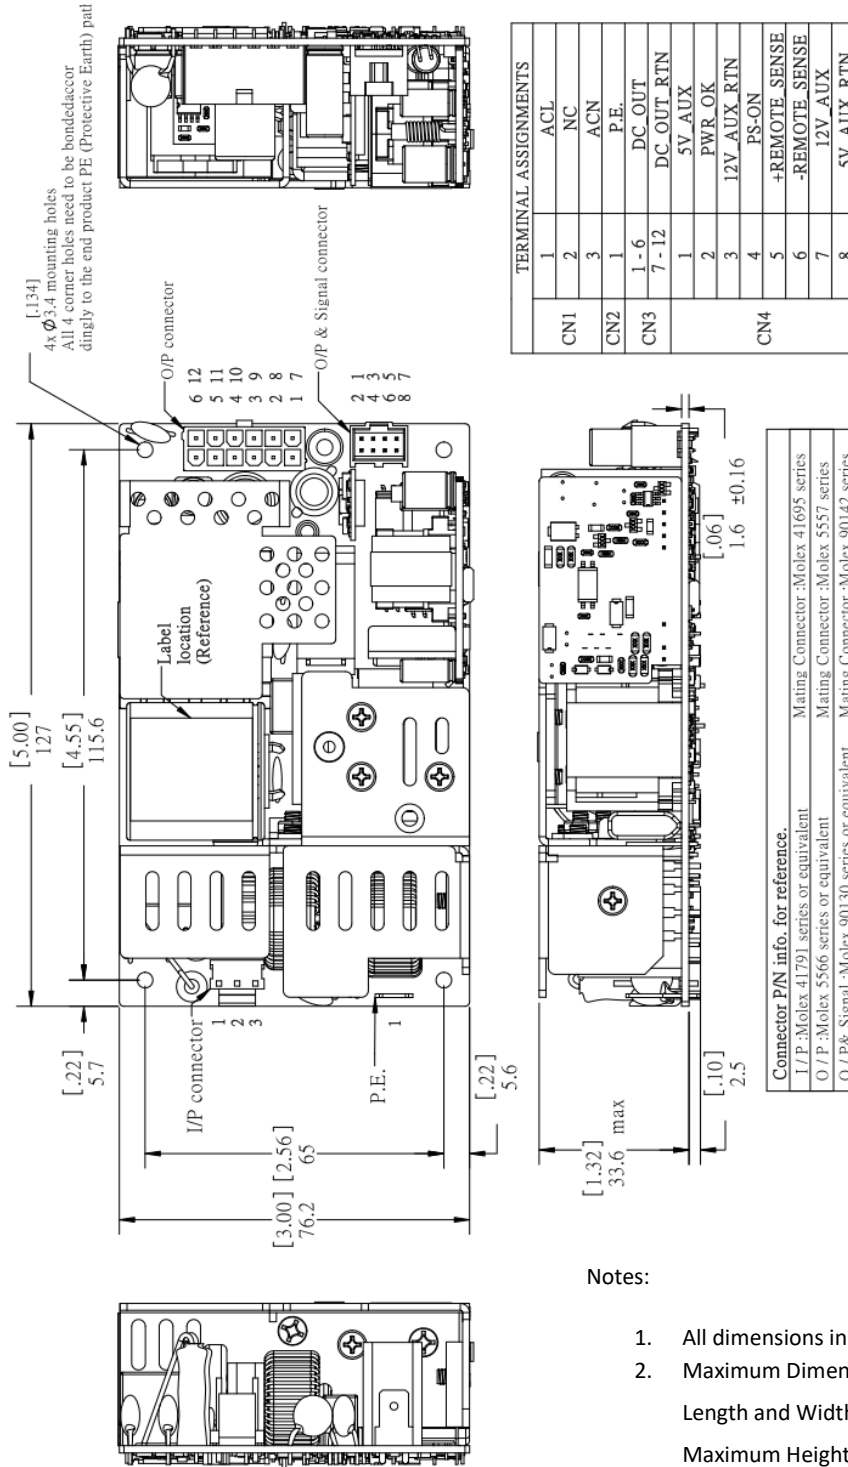 [.134]
4x Ø3.4 mounting holes
All 4 corner holes need to be bondedaccor
dingly to the end product PE (Protective Earth)
O/P connector
6 12
5 11
4 10
3 9
2 8
1 7
O/P & Signal connector
2 1
4 3
6 5
8 7
[5.00]
127
[4.55]
115.6
Label
location
(Reference)
[.22]
5.7
I/P connector
1
2
3
P.E.
1
[.22]
5.6
[2.56]
65
[3.00]
76.2
TERMINAL ASSIGNMENTS
CN1 1 ACL
2 NC
3 ACN
CN2 1 P.E.
CN3 1 - 6 DC_OUT
7 - 12 DC_OUT_RTN
CN4 1 5V_AUX
2 PWR_OK
3 12V_AUX_RTN
4 PS-ON
5 +REMOTE_SENSE
6 -REMOTE_SENSE
7 12V_AUX
8 5V_AUX_RTN
[.06]
1.6 ±0.16
[.10]
2.5
[1.32]
33.6 max
Connector P/N info. for reference.
I / P :Molex 41791 series or equivalent Mating Connector :Molex 41695 series
O / P :Molex 5566 series or equivalent Mating Connector :Molex 5557 series
O / P& Signal :Molex 90130 series or equivalent Mating Connector :Molex 90142 series
Notes:
1. All dimensions in
2. Maximum
Length and
Maximum Height